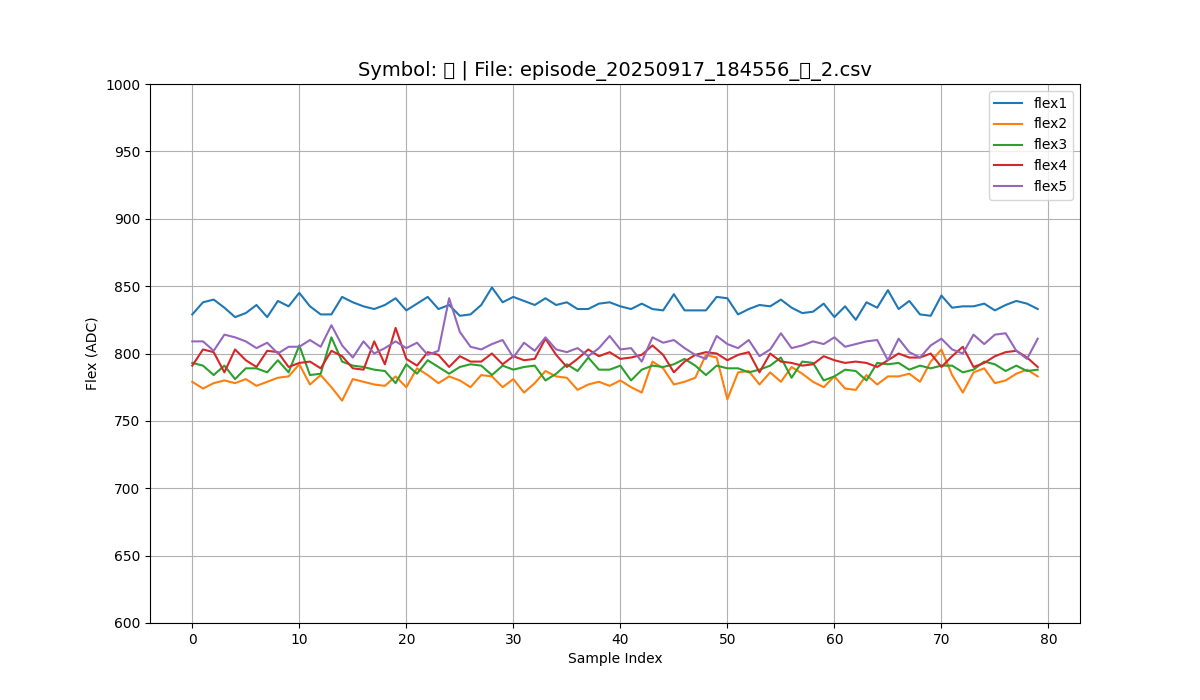 Symbol: ▯ | File: episode_20250917_184556_▯_2.csv
1000
950
900
850
800
750
700
650
600
Flex (ADC)
0 10 20 30 40 50 60 70 80
Sample Index
flex1
flex2
flex3
flex4
flex5